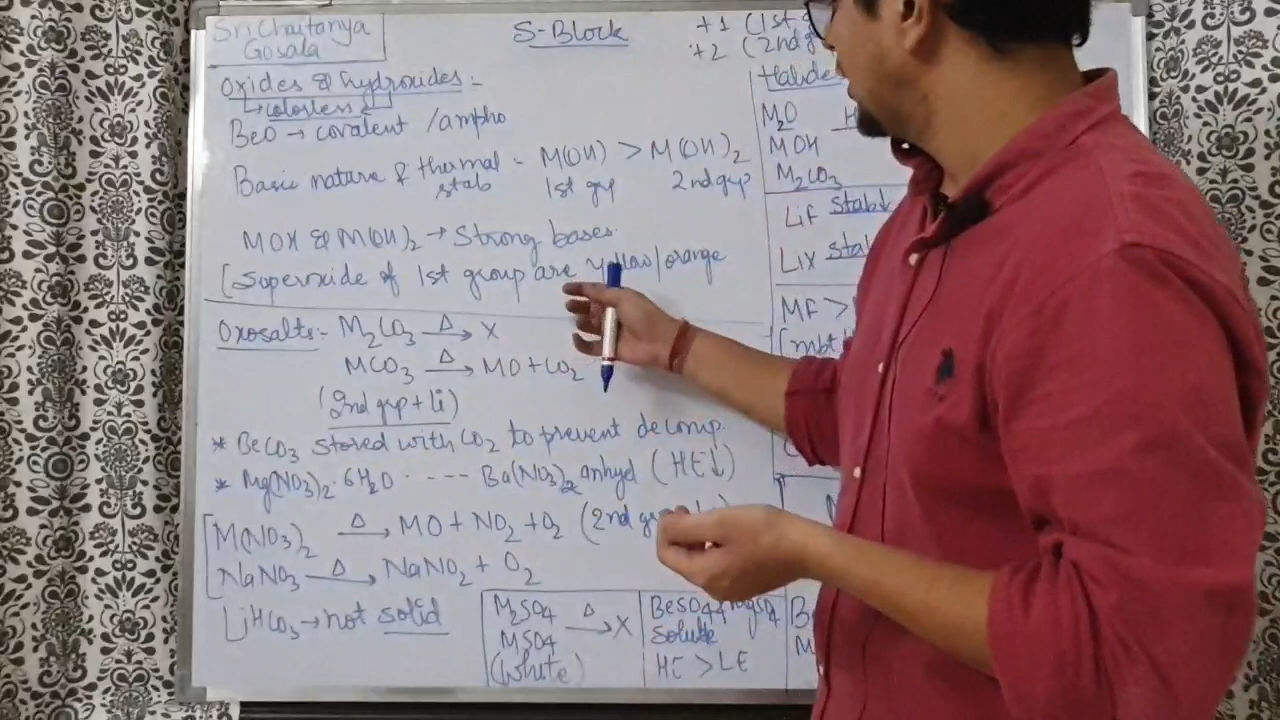 Sri Chaitanya
Gosala
S-Block
+1 (1st
+2 (2nd g
Oxides & hydroxides :-
→colorless
BeO → covalent /ampho
Basic nature & thermal stab :- M(OH) > M(OH)2
1st grp 2nd grp
MOH & M(OH)2 → Strong bases.
[Superoxide of 1st group are yellow/orange
Oxosalts:- M2CO3 —Δ→ X
MCO3 —Δ→ MO + CO2
(2nd grp + Li)
* BeCO3 stored with CO2 to prevent decomp.
* Mg(NO3)2.6H2O ..---- Ba(NO3)2 anhyd (HE↓)
M(NO3)2 —Δ→ MO + NO2 + O2 (2nd
NaNO3 —Δ→ NaNO2 + O2
LiHCO3 → not solid
M2SO4
MSO4 —Δ→ X
(White)
BeSO4 & MgSO4
Soluble
HE > LE
Halide
M2O
MOH
M2CO3
LiF stabl
LiX stab
MF >
(mpt